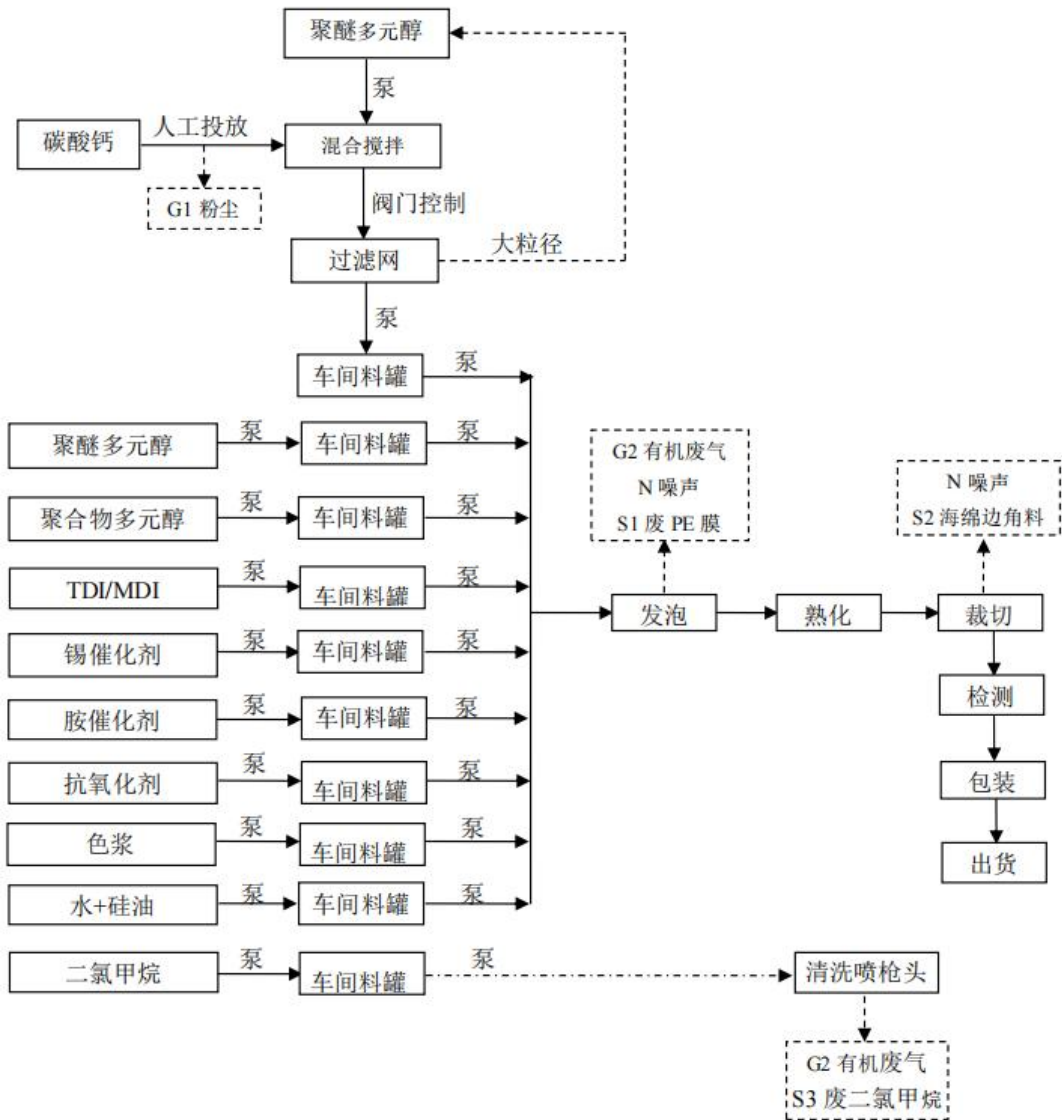 聚醚多元醇
泵
碳酸钙
人工投放
混合搅拌
G1 粉尘
阀门控制
过滤网
大粒径
泵
车间料罐
泵
聚醚多元醇
泵
车间料罐
泵
聚合物多元醇
泵
车间料罐
泵
TDI/MDI
泵
车间料罐
泵
锡催化剂
泵
车间料罐
泵
胺催化剂
泵
车间料罐
泵
抗氧化剂
泵
车间料罐
泵
色浆
泵
车间料罐
泵
水+硅油
泵
车间料罐
泵
二氯甲烷
泵
车间料罐
泵
G2 有机废气
N 噪声
S1 废 PE 膜
N 噪声
S2 海绵边角料
发泡
熟化
裁切
检测
包装
出货
清洗喷枪头
G2 有机废气
S3 废二氯甲烷